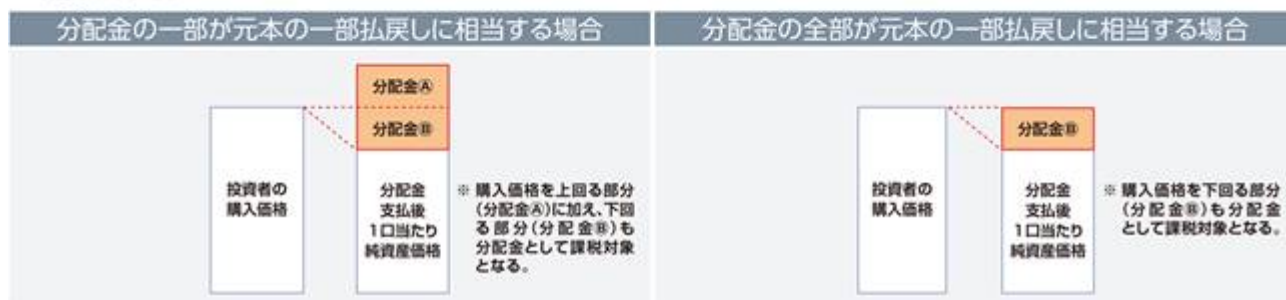 分配金の一部が元本の一部払戻しに相当する場合
分配金Ⓐ
分配金Ⓑ
投資者の
購入価格
分配金
支払後
1口当たり
純資産価格
※ 購入価格を上回る部分
(分配金Ⓐ)に加え、下回
る部分(分配金Ⓑ)も
分配金として課税対象
となる。
分配金の全部が元本の一部払戻しに相当する場合
分配金Ⓑ
投資者の
購入価格
分配金
支払後
1口当たり
純資産価格
※ 購入価格を下回る部分
(分配金Ⓑ)も分配金
として課税対象となる。